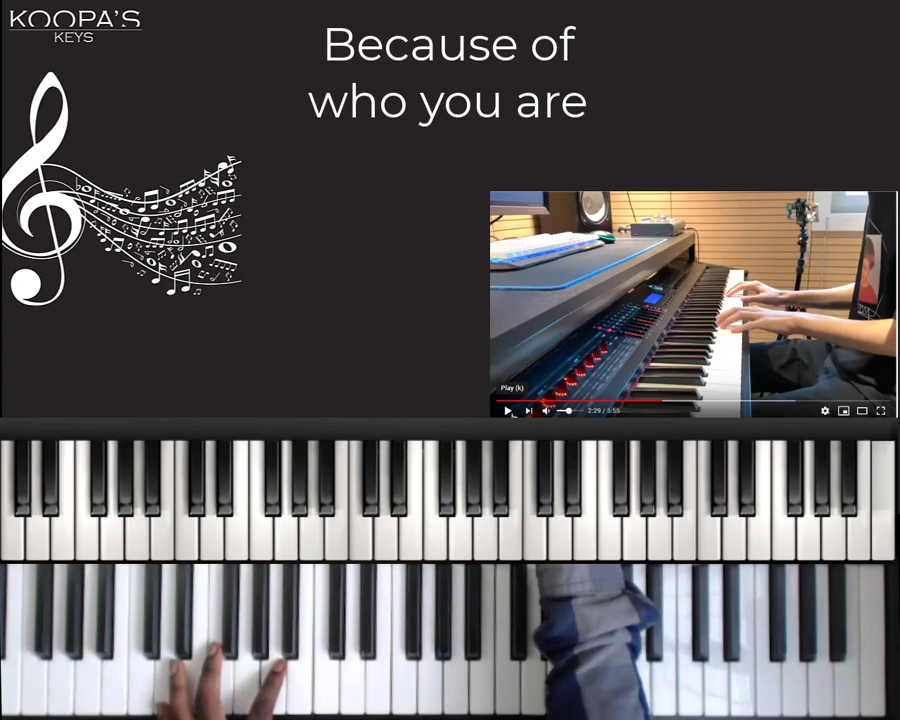 KOOPA'S
KEYS
Because of
who you are
Play (k)
2:29 / 5:55